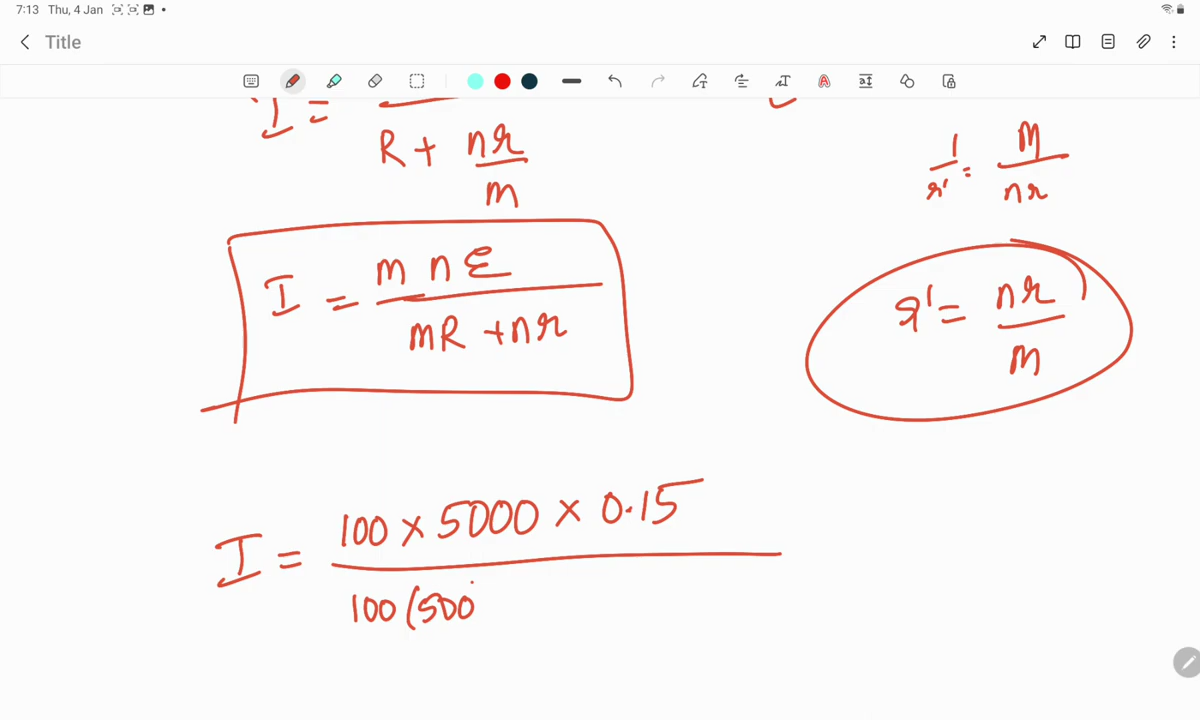 7:13 Thu, 4 Jan
Title
I =
R + nr/m
1/r' = m/nr
I = m n ε / mR + nr
r' = nr/m
I = 100 × 5000 × 0.15
100 (500